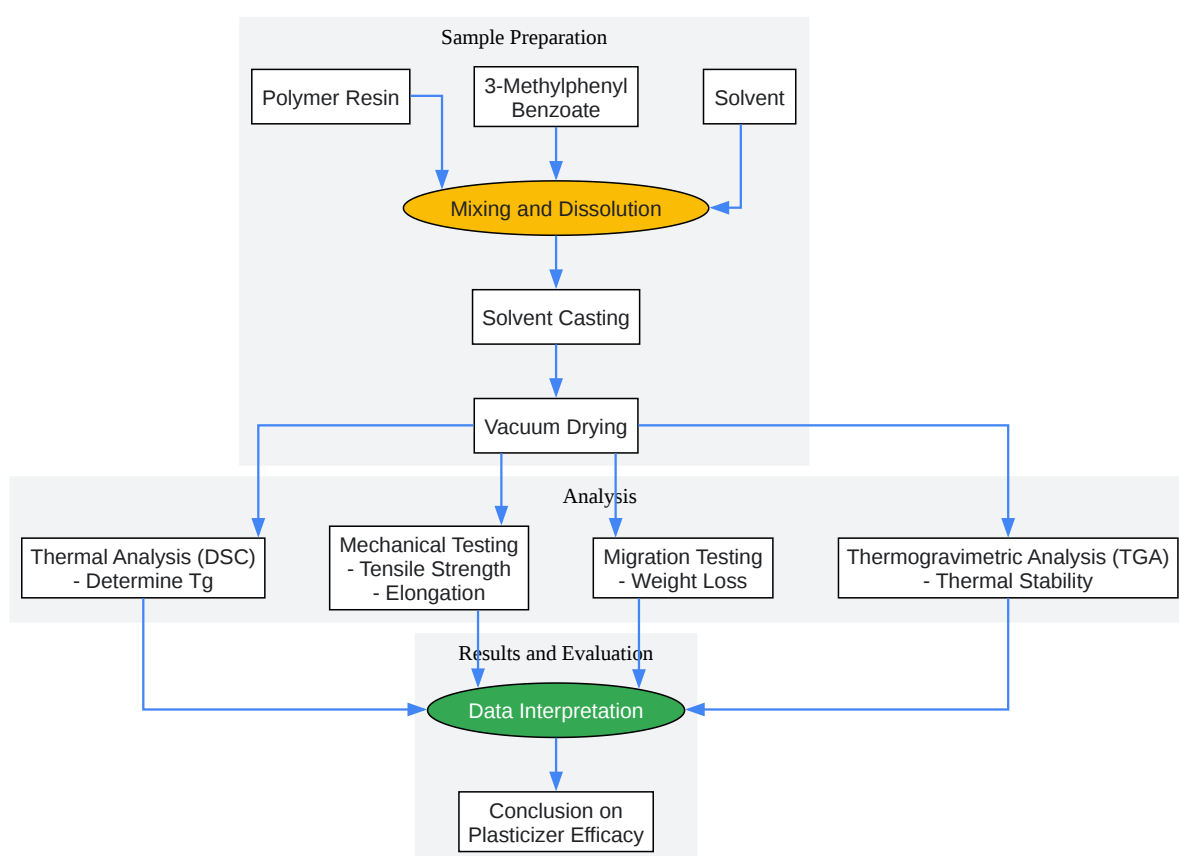 Sample Preparation
Polymer Resin
3-Methylphenyl
Benzoate
Solvent
Mixing and Dissolution
Solvent Casting
Vacuum Drying
Analysis
Thermal Analysis (DSC)
- Determine Tg
Mechanical Testing
- Tensile Strength
- Elongation
Migration Testing
- Weight Loss
Thermogravimetric Analysis (TGA)
- Thermal Stability
Results and Evaluation
Data Interpretation
Conclusion on
Plasticizer Efficacy